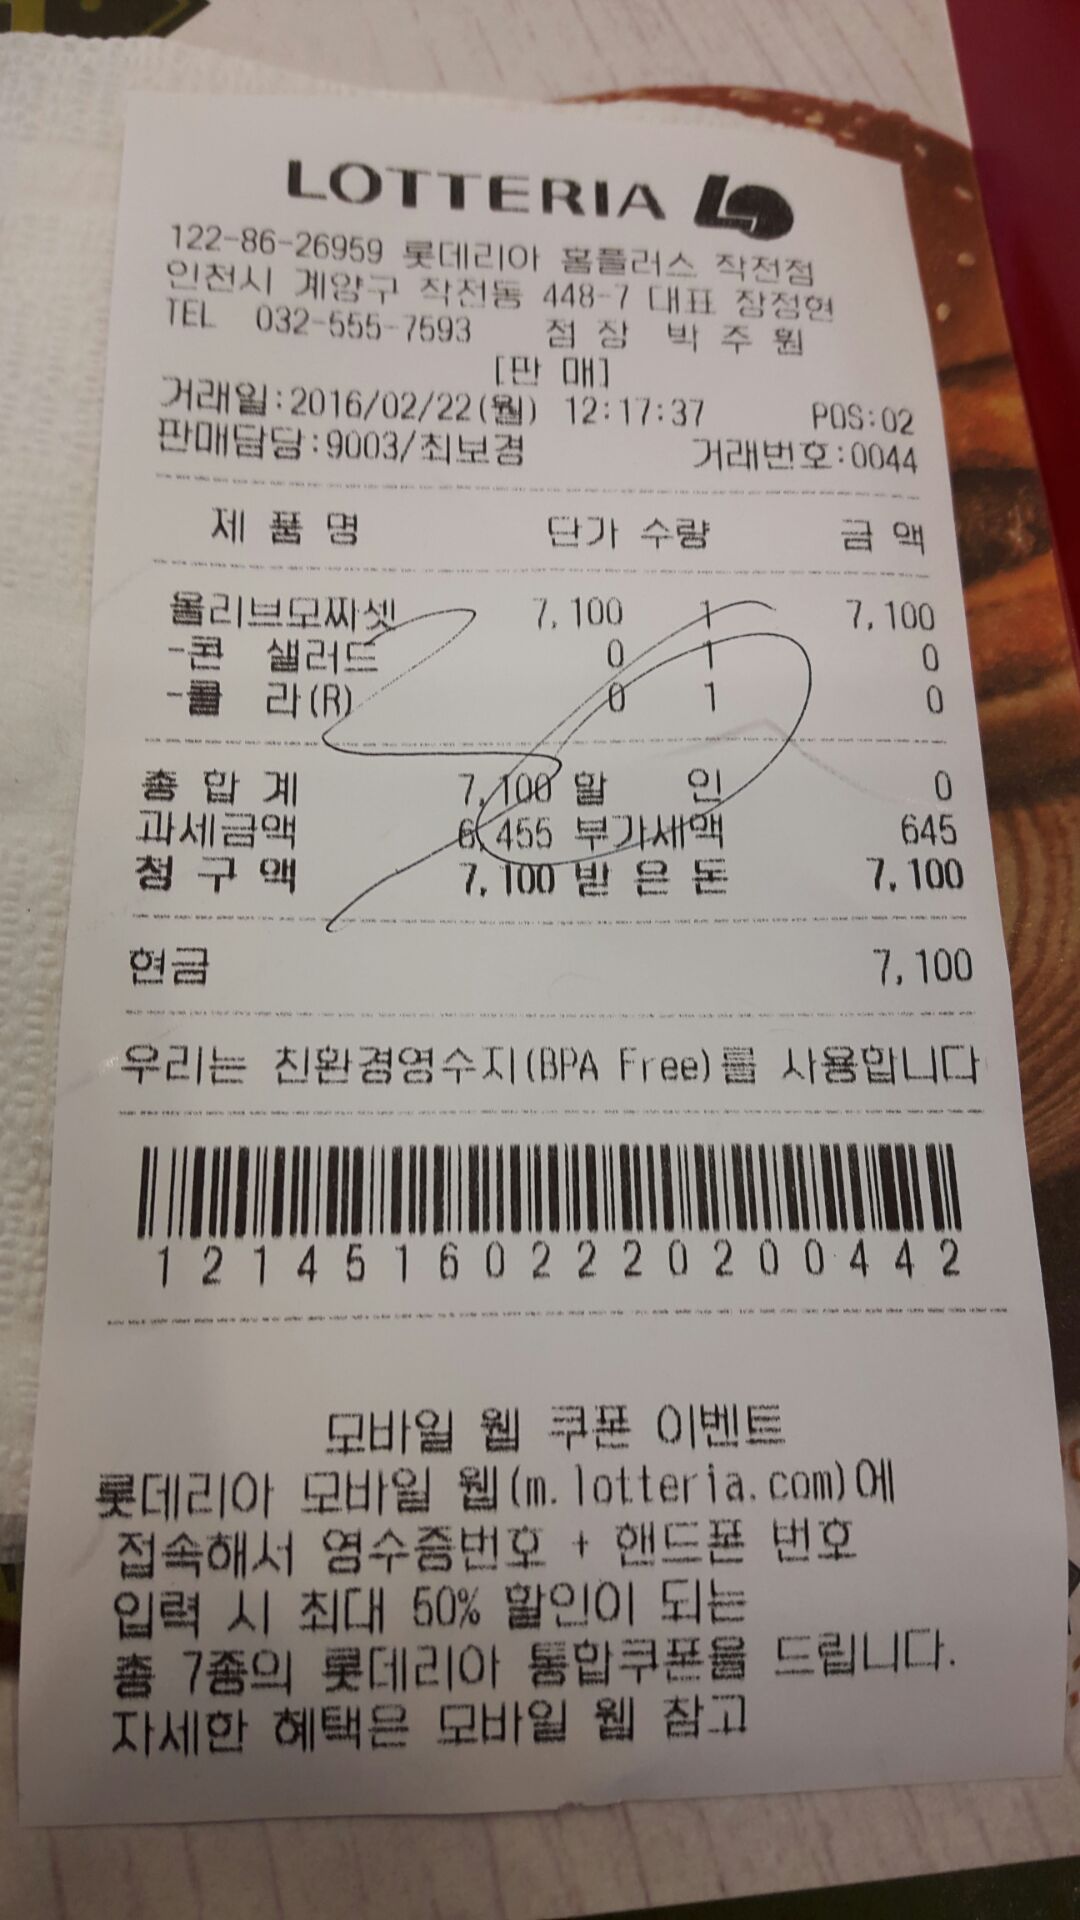 LOTTERIA
122-86-26959 롯데리아 홈플러스 작전점
인천시 계양구 작전동 448-7 대표 장정현
TEL 032-555-7593 점 장 박 주 훤
[판 매]
거래일:2016/02/22(월) 12:17:37 POS:02
판매담당:9003/최보경 거래번호:0044
제 품 명 단가 수량 금 액
올리브모짜셋 7,100 1 7,100
-콘 샐러드 0 1 0
-콜 라(R) 0 1 0
총 합 계 7,100 할 인 0
과세금액 6,455 부가세액 645
청 구 액 7,100 받 은 돈 7,100
현금 7,100
우리는 친환경영수지(BPA Free)를 사용합니다
121451602220200442
모바일 웹 쿠폰 이벤트
롯데리아 모바일 웹(m.lotteria.com)에
접속해서 영수증번호 + 핸드폰 번호
입력 시 최대 50% 할인이 되는
총 7종의 롯데리아 통합쿠폰을 드립니다.
자세한 혜택은 모바일 웹 참고